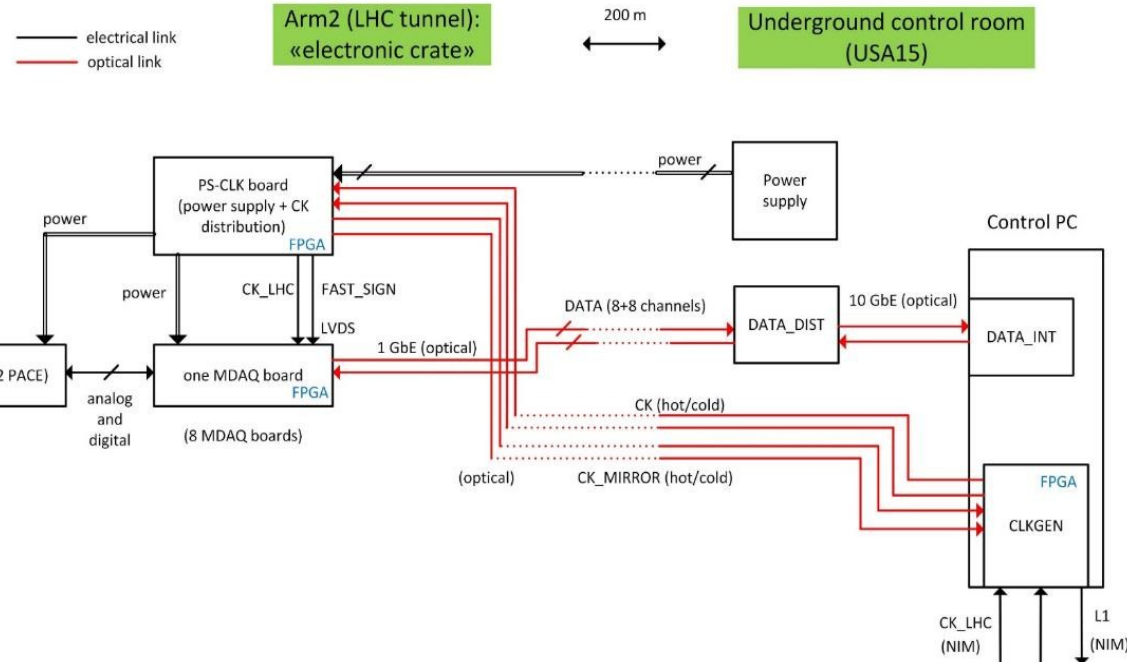 electrical link
optical link
Arm2 (LHC tunnel):
«electronic crate»
200 m
Underground control room
(USA15)
PS-CLK board
(power supply + CK
distribution)
FPGA
power
Power
supply
power
power
CK_LHC
FAST_SIGN
LVDS
Control PC
DATA (8+8 channels)
DATA_DIST
10 GbE (optical)
DATA_INT
2 PACE)
analog
and
digital
one MDAQ board
FPGA
(8 MDAQ boards)
1 GbE (optical)
CK (hot/cold)
(optical)
CK_MIRROR (hot/cold)
FPGA
CLKGEN
CK_LHC
(NIM)
L1
(NIM)